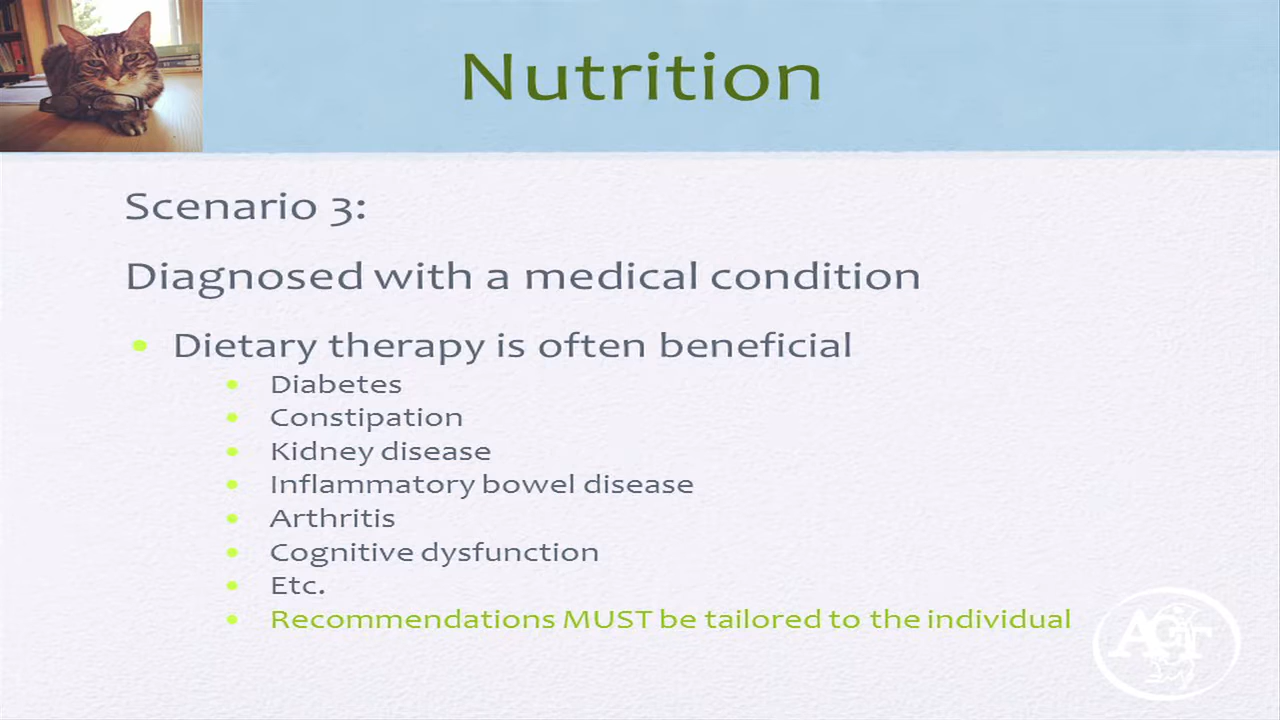 Nutrition
Scenario 3:
Diagnosed with a medical condition
Dietary therapy is often beneficial
Diabetes
Constipation
Kidney disease
Inflammatory bowel disease
Arthritis
Cognitive dysfunction
Etc.
Recommendations MUST be tailored to the individual